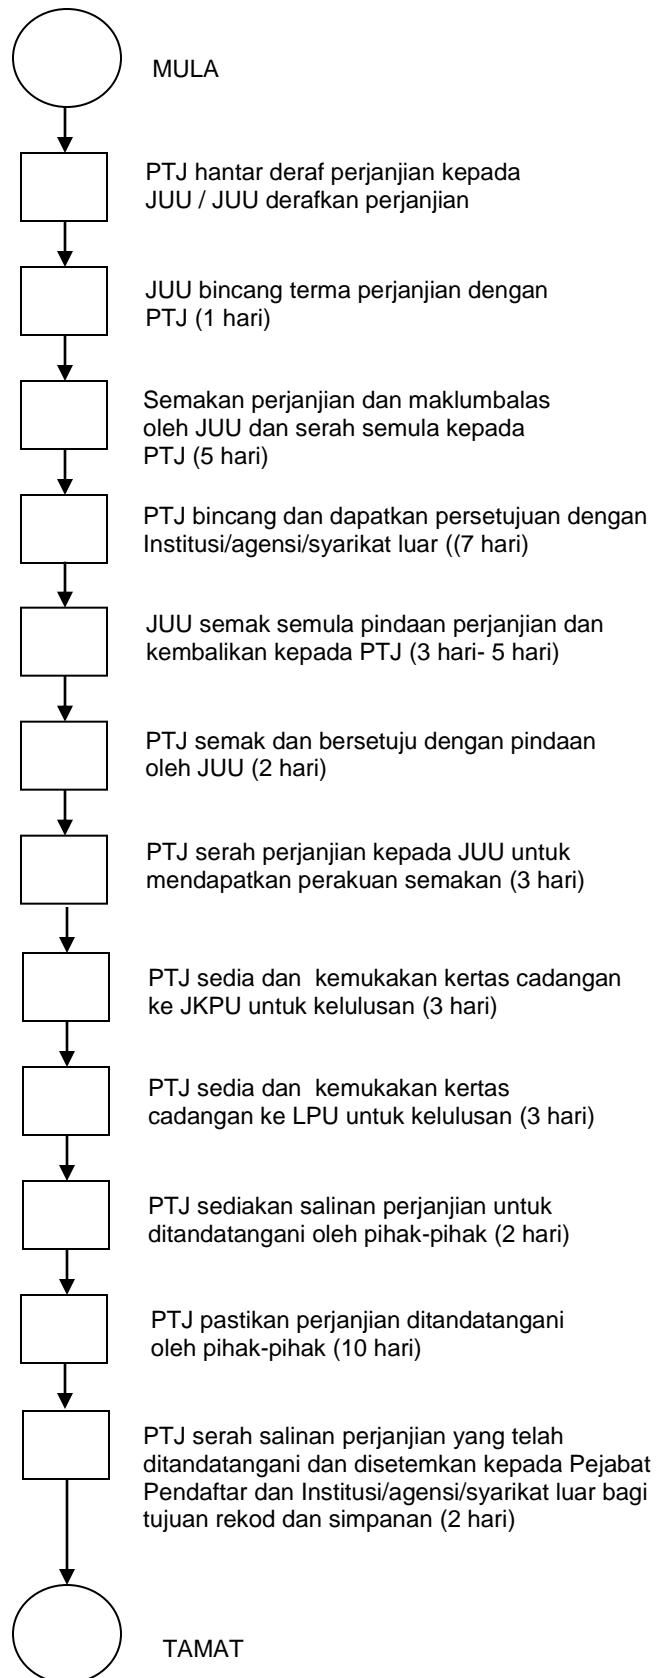 MULA
PTJ hantar deraf perjanjian kepada
JUU / JUU derafkan perjanjian
JUU bincang terma perjanjian dengan
PTJ (1 hari)
Semakan perjanjian dan maklumbalas
oleh JUU dan serah semula kepada
PTJ (5 hari)
PTJ bincang dan dapatkan persetujuan dengan
Institusi/agensi/syarikat luar ((7 hari)
JUU semak semula pindaan perjanjian dan
kembalikan kepada PTJ (3 hari- 5 hari)
PTJ semak dan bersetuju dengan pindaan
oleh JUU (2 hari)
PTJ serah perjanjian kepada JUU untuk
mendapatkan perakuan semakan (3 hari)
PTJ sedia dan  kemukakan kertas cadangan
ke JKPU untuk kelulusan (3 hari)
PTJ sedia dan  kemukakan kertas
cadangan ke LPU untuk kelulusan (3 hari)
PTJ sediakan salinan perjanjian untuk
ditandatangani oleh pihak-pihak (2 hari)
PTJ pastikan perjanjian ditandatangani
oleh pihak-pihak (10 hari)
PTJ serah salinan perjanjian yang telah
ditandatangani dan disetemkan kepada Pejabat
Pendaftar dan Institusi/agensi/syarikat luar bagi
tujuan rekod dan simpanan (2 hari)
TAMAT